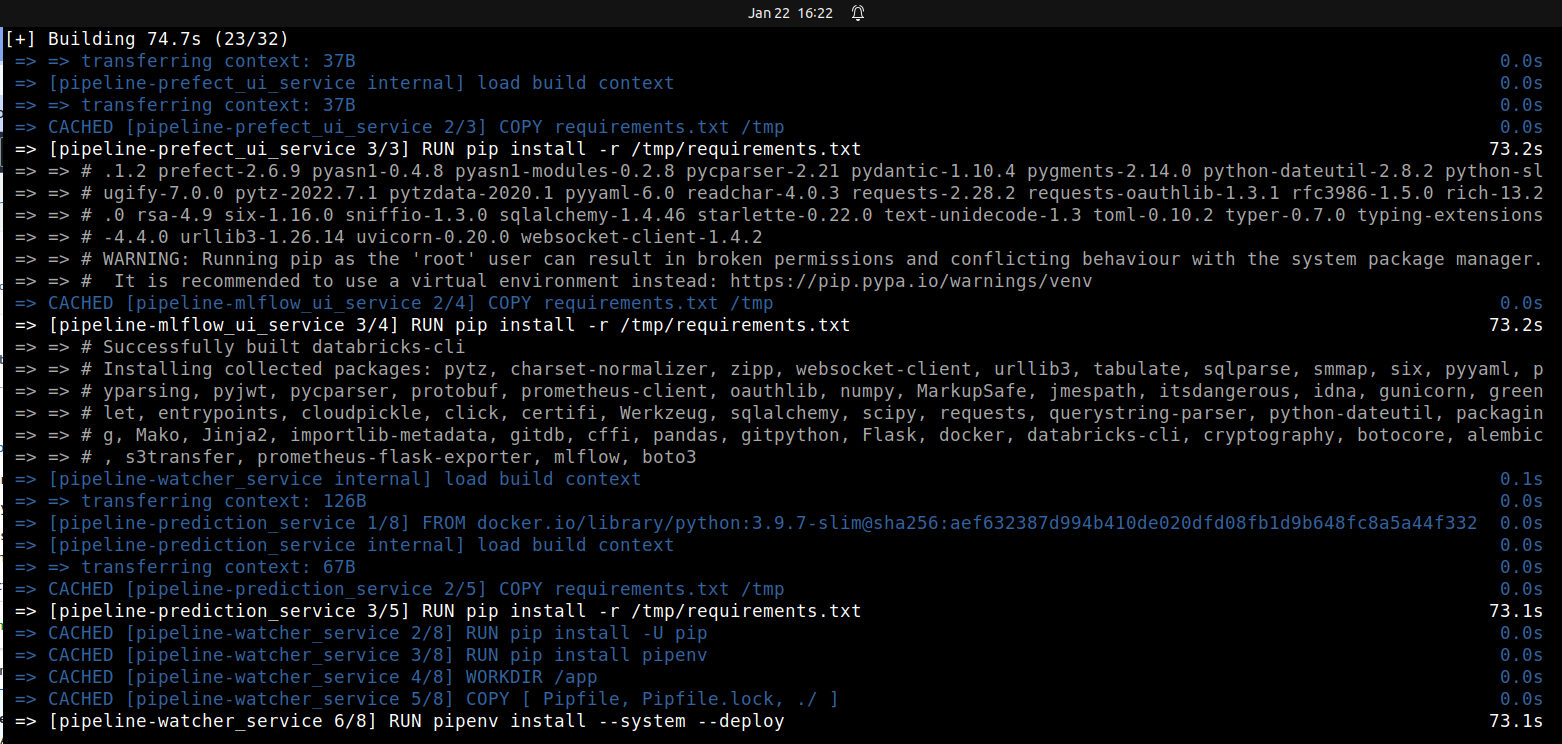 Jan 22 16:22
[+] Building 74.7s (23/32)
=> => transferring context: 37B 0.0s
=> [pipeline-prefect_ui_service internal] load build context 0.0s
=> => transferring context: 37B 0.0s
=> CACHED [pipeline-prefect_ui_service 2/3] COPY requirements.txt /tmp 0.0s
=> [pipeline-prefect_ui_service 3/3] RUN pip install -r /tmp/requirements.txt 73.2s
=> => # .1.2 prefect-2.6.9 pyasn1-0.4.8 pyasn1-modules-0.2.8 pycparser-2.21 pydantic-1.10.4 pygments-2.14.0 python-dateutil-2.8.2 python-sl
=> => # ugify-7.0.0 pytz-2022.7.1 pytzdata-2020.1 pyyaml-6.0 readchar-4.0.3 requests-2.28.2 requests-oauthlib-1.3.1 rfc3986-1.5.0 rich-13.2
=> => # .0 rsa-4.9 six-1.16.0 sniffio-1.3.0 sqlalchemy-1.4.46 starlette-0.22.0 text-unidecode-1.3 toml-0.10.2 typer-0.7.0 typing-extensions
=> => # -4.4.0 urllib3-1.26.14 uvicorn-0.20.0 websocket-client-1.4.2
=> => # WARNING: Running pip as the 'root' user can result in broken permissions and conflicting behaviour with the system package manager.
=> => #  It is recommended to use a virtual environment instead: https://pip.pypa.io/warnings/venv
=> CACHED [pipeline-mlflow_ui_service 2/4] COPY requirements.txt /tmp 0.0s
=> [pipeline-mlflow_ui_service 3/4] RUN pip install -r /tmp/requirements.txt 73.2s
=> => # Successfully built databricks-cli
=> => # Installing collected packages: pytz, charset-normalizer, zipp, websocket-client, urllib3, tabulate, sqlparse, smmap, six, pyyaml, p
=> => # yparsing, pyjwt, pycparser, protobuf, prometheus-client, oauthlib, numpy, MarkupSafe, jmespath, itsdangerous, idna, gunicorn, green
=> => # let, entrypoints, cloudpickle, click, certifi, Werkzeug, sqlalchemy, scipy, requests, querystring-parser, python-dateutil, packagin
=> => # g, Mako, Jinja2, importlib-metadata, gitdb, cffi, pandas, gitpython, Flask, docker, databricks-cli, cryptography, botocore, alembic
=> => # , s3transfer, prometheus-flask-exporter, mlflow, boto3
=> [pipeline-watcher_service internal] load build context 0.1s
=> => transferring context: 126B 0.0s
=> [pipeline-prediction_service 1/8] FROM docker.io/library/python:3.9.7-slim@sha256:aef632387d994b410de020dfd08fb1d9b648fc8a5a44f332 0.0s
=> [pipeline-prediction_service internal] load build context 0.0s
=> => transferring context: 67B 0.0s
=> CACHED [pipeline-prediction_service 2/5] COPY requirements.txt /tmp 0.0s
=> [pipeline-prediction_service 3/5] RUN pip install -r /tmp/requirements.txt 73.1s
=> CACHED [pipeline-watcher_service 2/8] RUN pip install -U pip 0.0s
=> CACHED [pipeline-watcher_service 3/8] RUN pip install pipenv 0.0s
=> CACHED [pipeline-watcher_service 4/8] WORKDIR /app 0.0s
=> CACHED [pipeline-watcher_service 5/8] COPY [ Pipfile, Pipfile.lock, ./ ] 0.0s
=> [pipeline-watcher_service 6/8] RUN pipenv install --system --deploy 73.1s